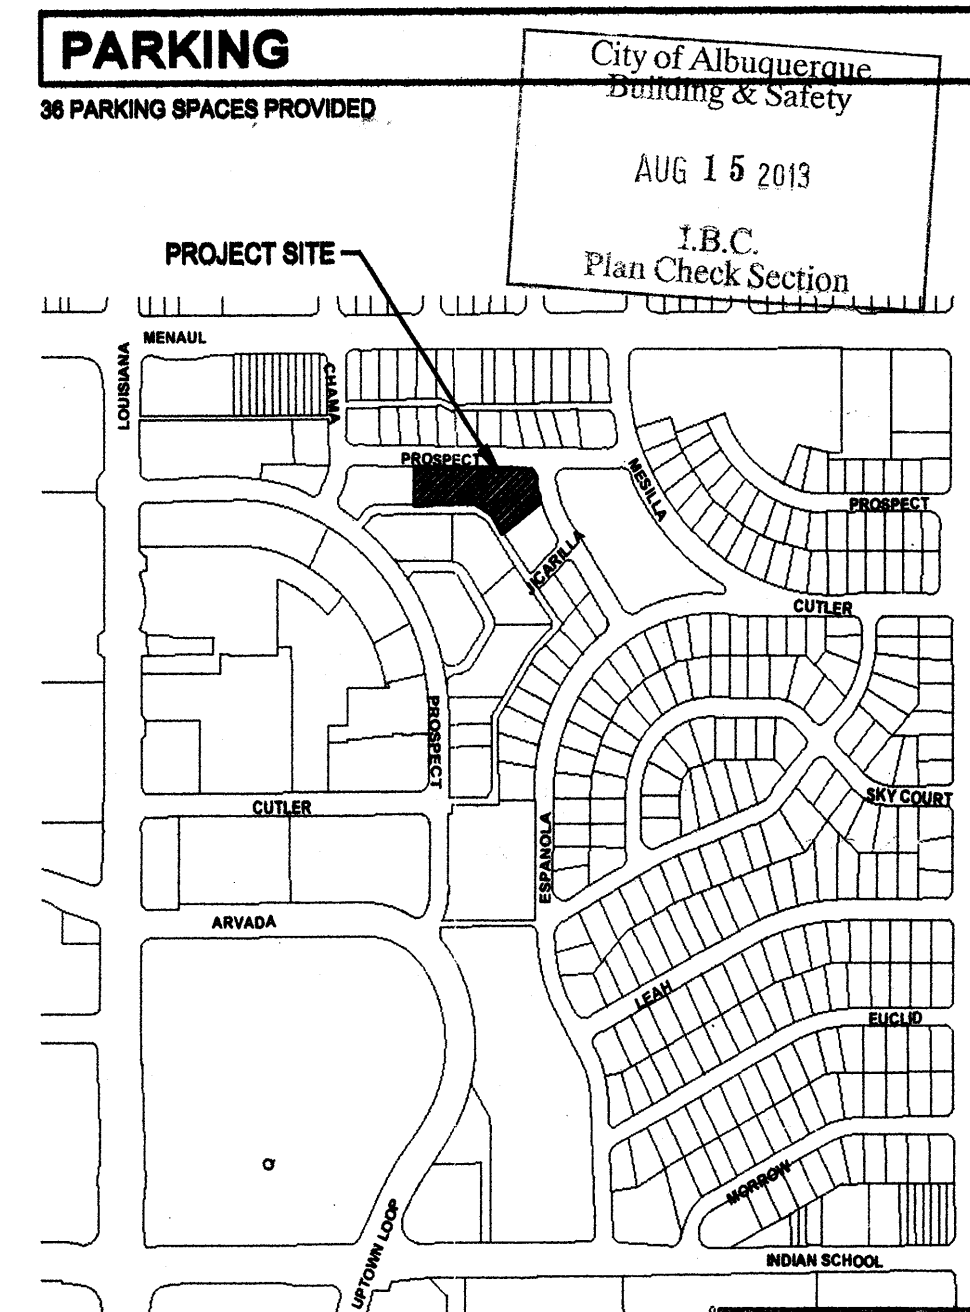 PARKING
36 PARKING SPACES PROVIDED
City of Albuquerque
Building & Safety
AUG 15 2013
I.B.C.
Plan Check Section
PROJECT SITE
MENAUL
LOUISIANA
CHAMA
PROSPECT
MESILLA
PROSPECT
JICARILLA
CUTLER
PROSPECT
SKY COURT
CUTLER
ESPANOLA
ARVADA
LEAH
EUCLID
MORROW
UPTOWN LOOP
INDIAN SCHOOL